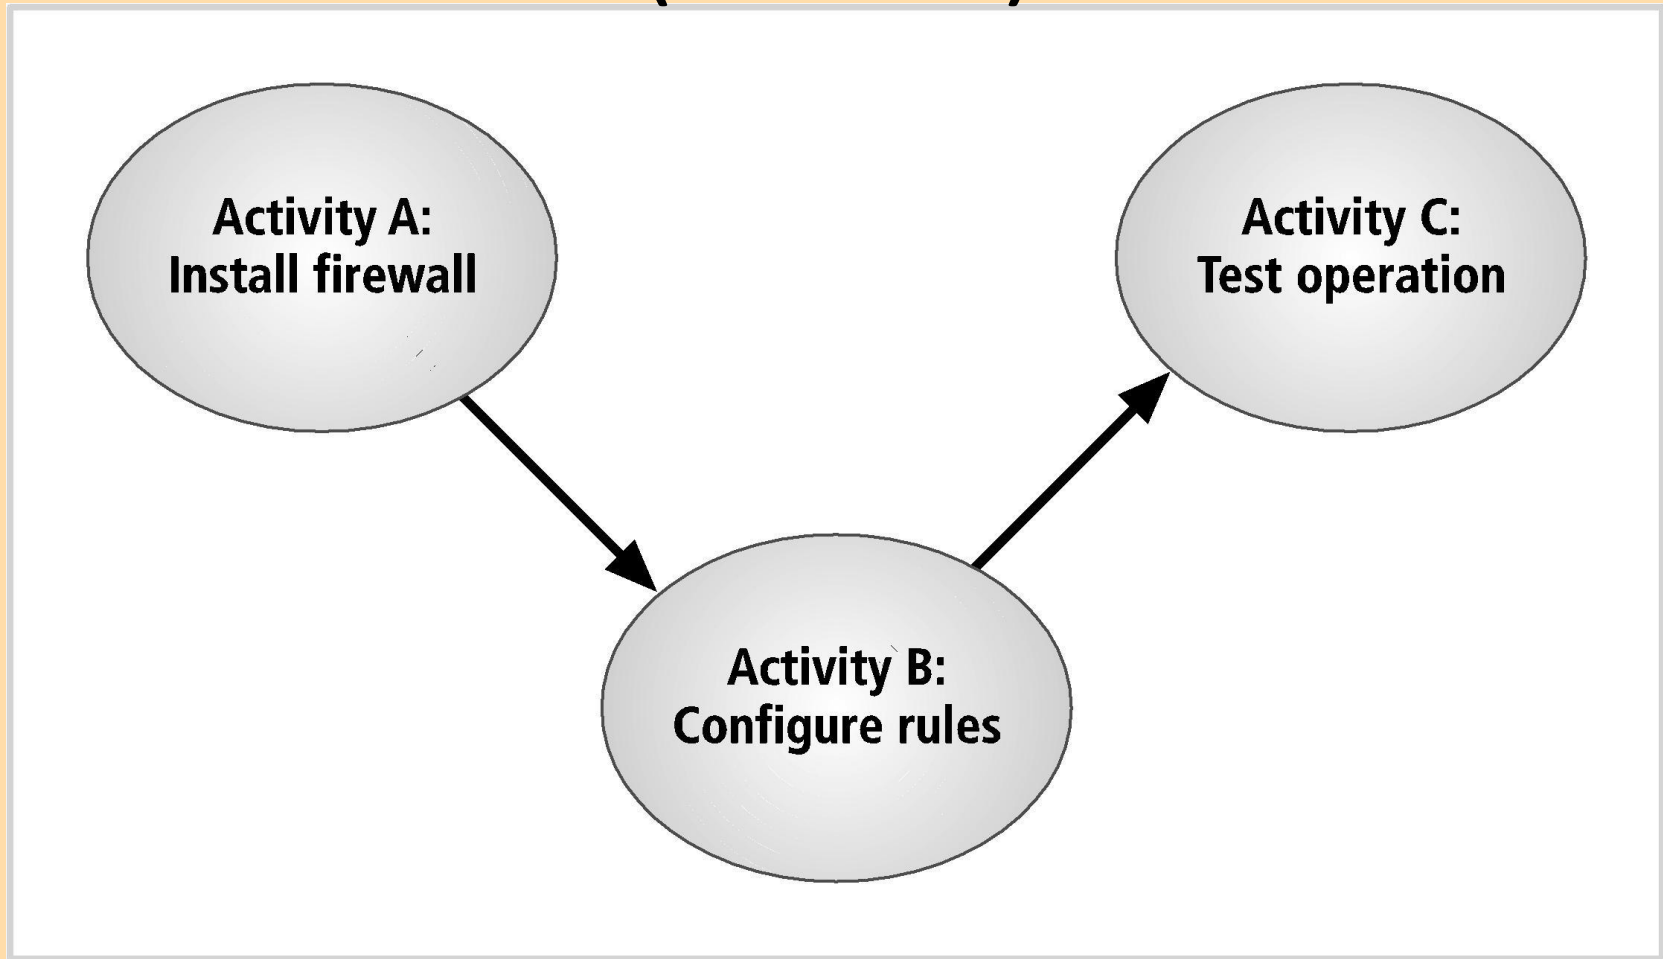 Activity A:
Install firewall
Activity C:
Test operation
Activity B:
Configure rules